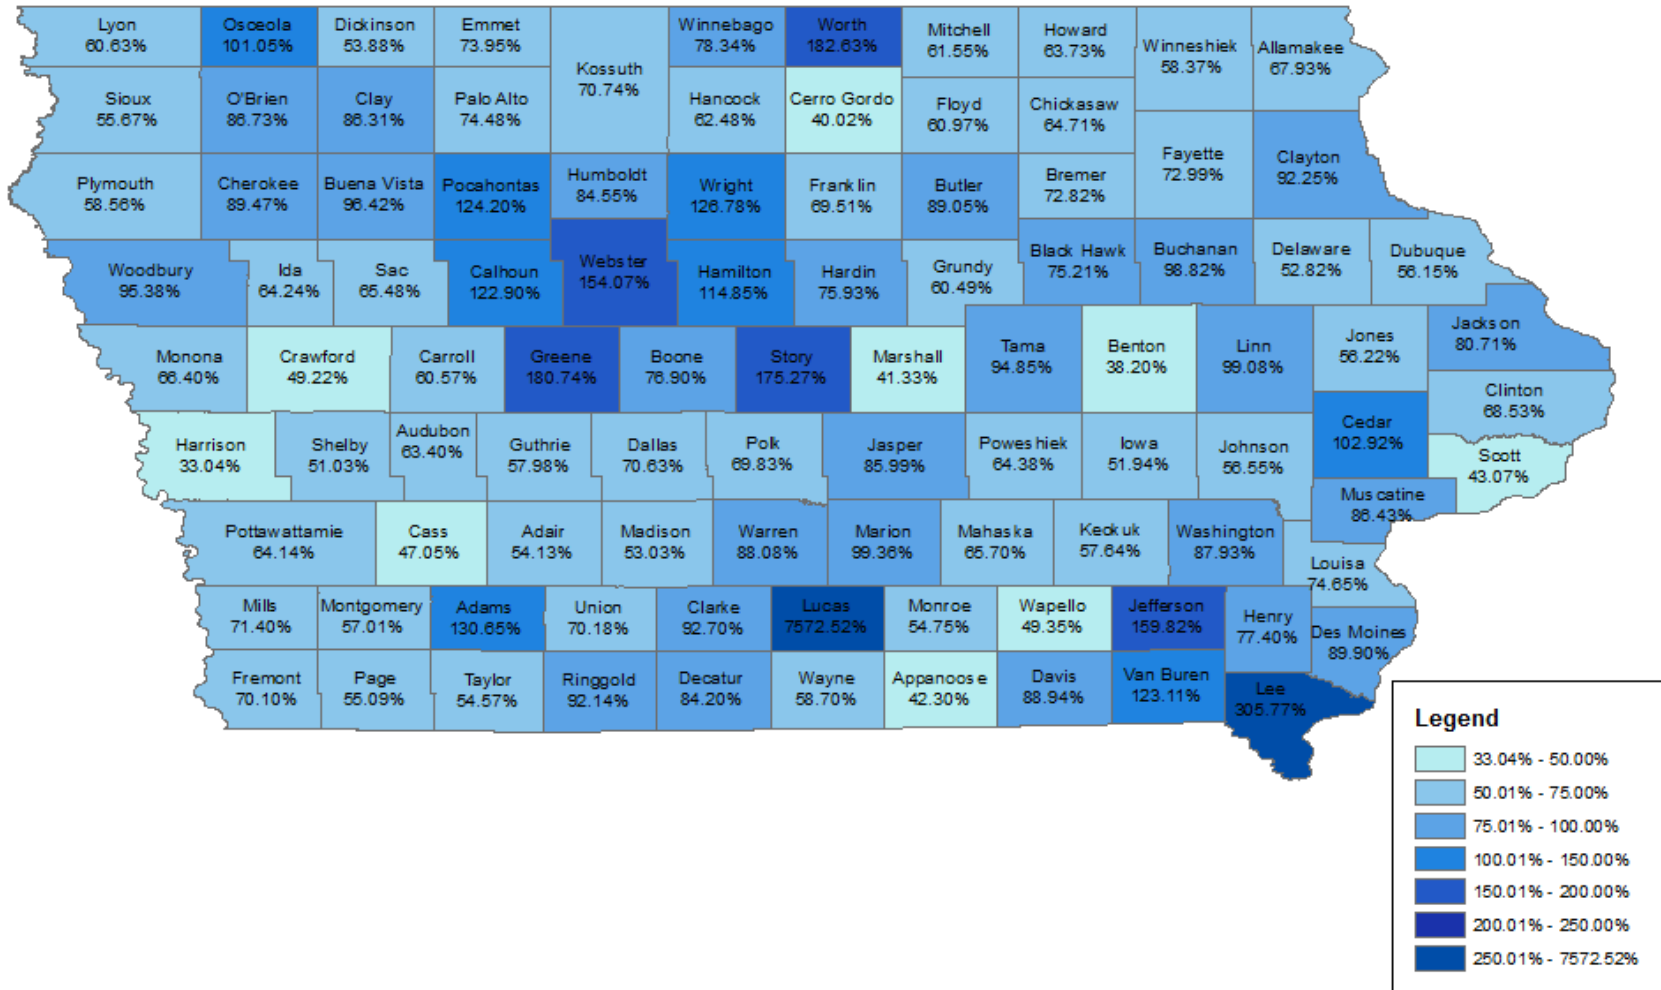 Lyon
60.63%
Osceola
101.05%
Dickinson
53.88%
Emmet
73.95%
Kossuth
70.74%
Winnebago
78.34%
Worth
182.63%
Mitchell
61.55%
Howard
63.73%
Winneshiek
58.37%
Allamakee
67.93%
Sioux
55.67%
O'Brien
86.73%
Clay
86.31%
Palo Alto
74.48%
Hancock
62.48%
Cerro Gordo
40.02%
Floyd
60.97%
Chickasaw
64.71%
Fayette
72.99%
Clayton
92.25%
Plymouth
58.56%
Cherokee
89.47%
Buena Vista
96.42%
Pocahontas
124.20%
Humboldt
84.55%
Wright
126.78%
Franklin
69.51%
Butler
89.05%
Bremer
72.82%
Woodbury
95.38%
Ida
64.24%
Sac
65.48%
Calhoun
122.90%
Webster
154.07%
Hamilton
114.85%
Hardin
75.93%
Grundy
60.49%
Black Hawk
75.21%
Buchanan
98.82%
Delaware
52.82%
Dubuque
56.15%
Monona
66.40%
Crawford
49.22%
Carroll
60.57%
Greene
180.74%
Boone
76.90%
Story
175.27%
Marshall
41.33%
Tama
94.85%
Benton
38.20%
Linn
99.08%
Jones
56.22%
Jackson
80.71%
Clinton
68.53%
Harrison
33.04%
Shelby
51.03%
Audubon
63.40%
Guthrie
57.98%
Dallas
70.63%
Polk
69.83%
Jasper
85.99%
Poweshiek
64.38%
Iowa
51.94%
Johnson
56.55%
Cedar
102.92%
Scott
43.07%
Muscatine
86.43%
Pottawattamie
64.14%
Cass
47.05%
Adair
54.13%
Madison
53.03%
Warren
88.08%
Marion
99.36%
Mahaska
65.70%
Keokuk
57.64%
Washington
87.93%
Louisa
74.65%
Mills
71.40%
Montgomery
57.01%
Adams
130.65%
Union
70.18%
Clarke
92.70%
Lucas
7572.52%
Monroe
54.75%
Wapello
49.35%
Jefferson
159.82%
Henry
77.40%
Des Moines
89.90%
Fremont
70.10%
Page
55.09%
Taylor
54.57%
Ringgold
92.14%
Decatur
84.20%
Wayne
58.70%
Appanoose
42.30%
Davis
88.94%
Van Buren
123.11%
Lee
305.77%
Legend
33.04% - 50.00%
50.01% - 75.00%
75.01% - 100.00%
100.01% - 150.00%
150.01% - 200.00%
200.01% - 250.00%
250.01% - 7572.52%